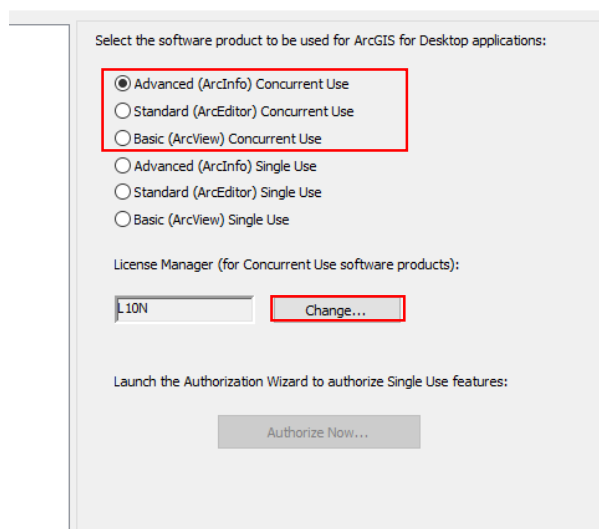 Select the software product to be used for ArcGIS for Desktop applications:
Advanced (ArcInfo) Concurrent Use
Standard (ArcEditor) Concurrent Use
Basic (ArcView) Concurrent Use
Advanced (ArcInfo) Single Use
Standard (ArcEditor) Single Use
Basic (ArcView) Single Use
License Manager (for Concurrent Use software products):
L10N
Change...
Launch the Authorization Wizard to authorize Single Use features:
Authorize Now...